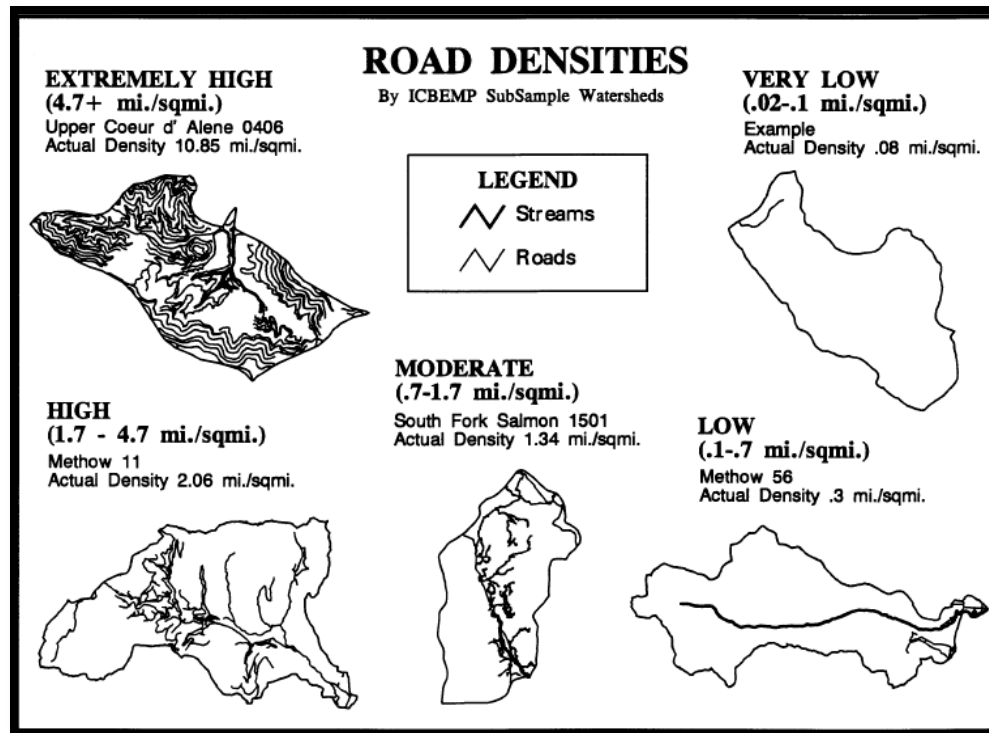 ROAD DENSITIES
By ICBEMP SubSample Watersheds
EXTREMELY HIGH
(4.7+ mi./sqmi.)
Upper Coeur d' Alene 0406
Actual Density 10.85 mi./sqmi.
LEGEND
Streams
Roads
VERY LOW
(.02-.1 mi./sqmi.)
Example
Actual Density .08 mi./sqmi.
HIGH
(1.7 - 4.7 mi./sqmi.)
Methow 11
Actual Density 2.06 mi./sqmi.
MODERATE
(.7-1.7 mi./sqmi.)
South Fork Salmon 1501
Actual Density 1.34 mi./sqmi.
LOW
(.1-.7 mi./sqmi.)
Methow 56
Actual Density .3 mi./sqmi.